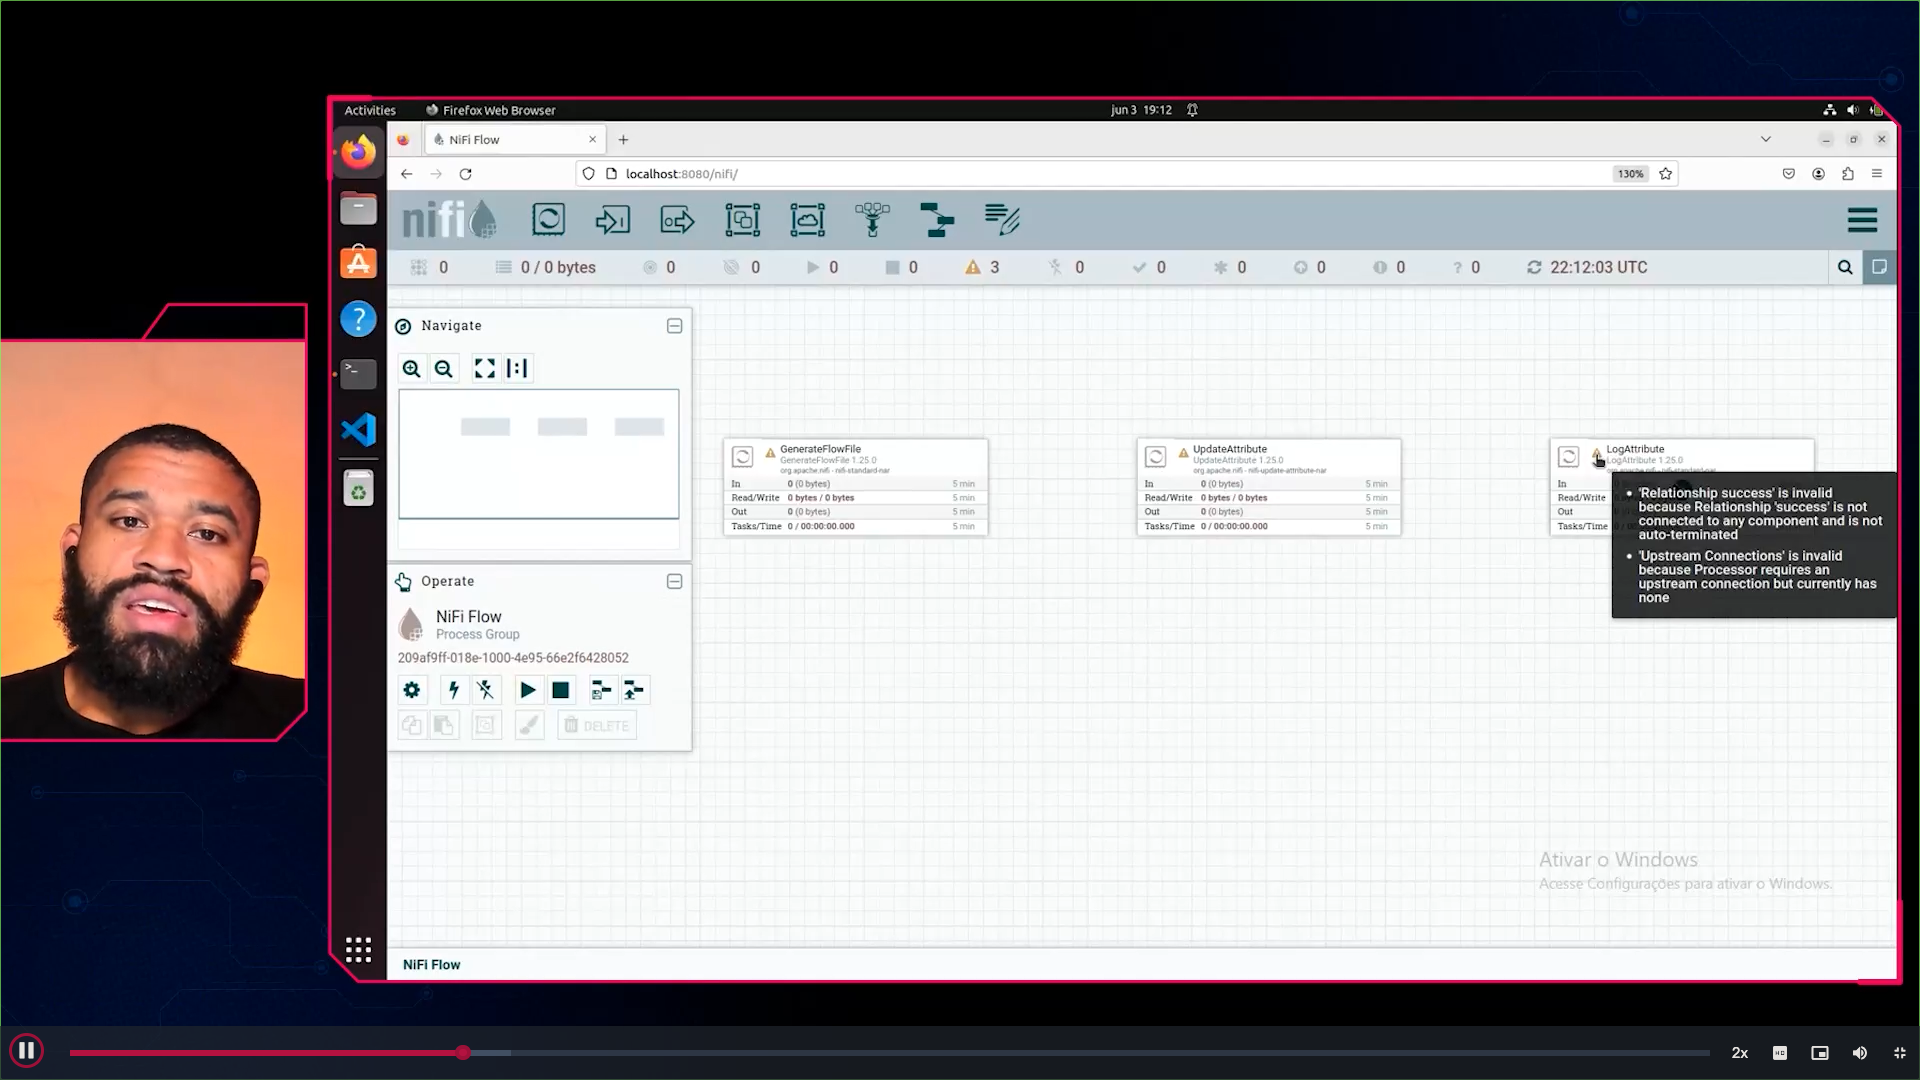 Activities
Firefox Web Browser
jun 3 19:12
NiFi Flow
localhost:8080/nifi/
130%
nifi
0
0 / 0 bytes
0
0
0
0
3
0
0
0
0
0
0
22:12:03 UTC
Navigate
Operate
NiFi Flow
Process Group
209af9ff-018e-1000-4e95-66e2f6428052
DELETE
GenerateFlowFile
GenerateFlowFile 1.25.0
org.apache.nifi - nifi-standard-nar
In 0 (0 bytes) 5 min
Read/Write 0 bytes / 0 bytes 5 min
Out 0 (0 bytes) 5 min
Tasks/Time 0 / 00:00:00.000 5 min
UpdateAttribute
UpdateAttribute 1.25.0
org.apache.nifi - nifi-update-attribute-nar
In 0 (0 bytes) 5 min
Read/Write 0 bytes / 0 bytes 5 min
Out 0 (0 bytes) 5 min
Tasks/Time 0 / 00:00:00.000 5 min
LogAttribute
LogAttribute 1.25.0
org.apache.nifi - nifi-standard-nar
In
Read/Write
Out
Tasks/Time
• 'Relationship success' is invalid
because Relationship 'success' is not
connected to any component and is not
auto-terminated
• 'Upstream Connections' is invalid
because Processor requires an
upstream connection but currently has
none
Ativar o Windows
Acesse Configurações para ativar o Windows.
NiFi Flow
2x
HD